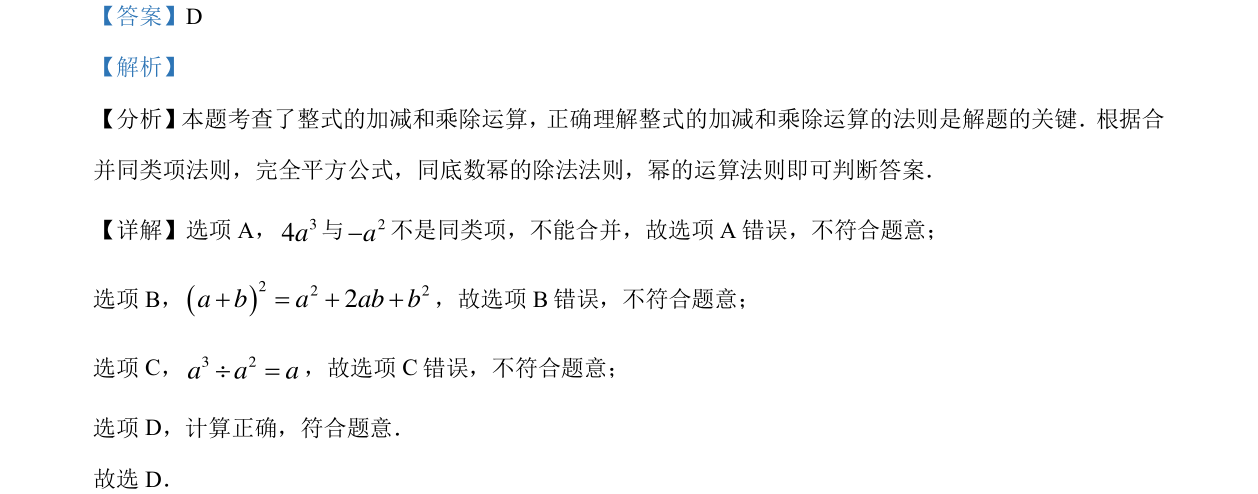 【答案】D
【解析】
【分析】本题考查了整式的加减和乘除运算，正确理解整式的加减和乘除运算的法则是解题的关键．根据合
并同类项法则，完全平方公式，同底数幂的除法法则，幂的运算法则即可判断答案．
【详解】选项 A， 4a³ 与 −a² 不是同类项，不能合并，故选项 A 错误，不符合题意；
选项 B，(a+b)² = a² + 2ab + b²，故选项 B 错误，不符合题意；
选项 C， a³ ÷ a² = a，故选项 C 错误，不符合题意；
选项 D，计算正确，符合题意．
故选 D．